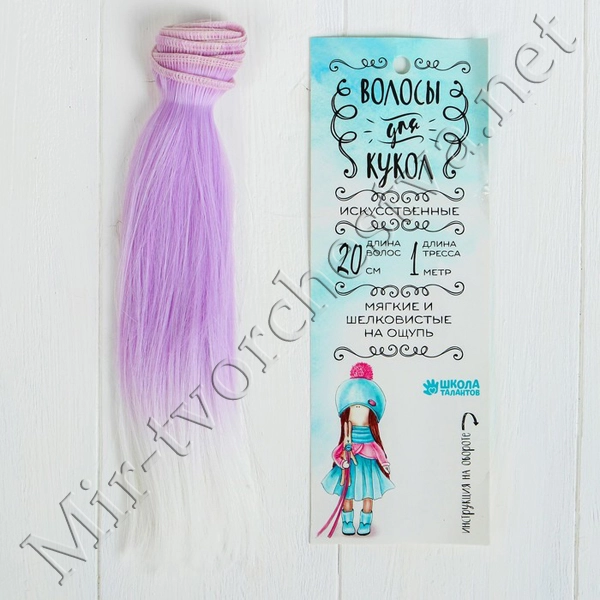 ВОЛОСЫ
для
КУКОЛ
ИСКУССТВЕННЫЕ
20 ДЛИНА ВОЛОС СМ 1 ДЛИНА ТРЕССА МЕТР
МЯГКИЕ И
ШЕЛКОВИСТЫЕ
НА ОЩУПЬ
ШКОЛА
ТАЛАНТОВ
ИНСТРУКЦИЯ НА ОБОРОТЕ
Mir-tvorchestva.net